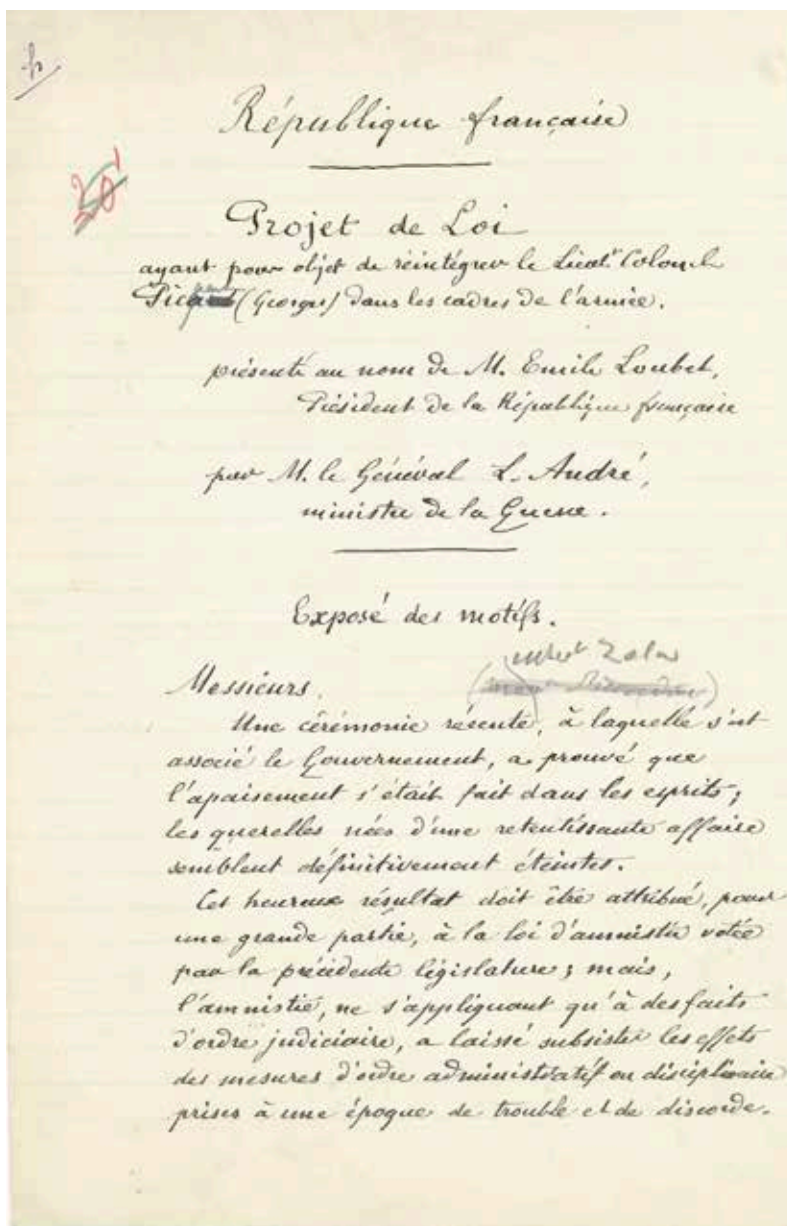 République française
Projet de Loi
ayant pour objet de réintégrer le Lieut. Colonel
Picquart (Georges) dans les cadres de l'armée.
présenté au nom de M. Emile Loubet,
Président de la République française
par M. le Général L. André,
ministre de la Guerre.
Exposé des motifs.
Zola
Messieurs.
Une cérémonie récente, à laquelle s'est
associé le Gouvernement, a prouvé que
l'apaisement s'était fait dans les esprits;
les querelles nées d'une retentissante affaire
semblent définitivement éteintes.
Cet heureux résultat doit être attribué, pour
une grande partie, à la loi d'amnistie votée
par la précédente législature; mais,
l'amnistie, ne s'appliquant qu'à des faits
d'ordre judiciaire, a laissé subsister les effets
des mesures d'ordre administratif ou disciplinaire
prises à une époque de trouble et de discorde.